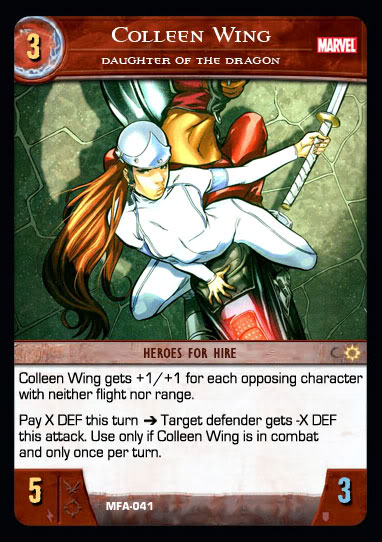 3
COLLEEN WING
MARVEL
DAUGHTER OF THE DRAGON
HEROES FOR HIRE
C
Colleen Wing gets +1/+1 for each opposing character
with neither flight nor range.
Pay X DEF this turn ➔ Target defender gets -X DEF
this attack. Use only if Colleen Wing is in combat
and only once per turn.
5
MFA-041
3